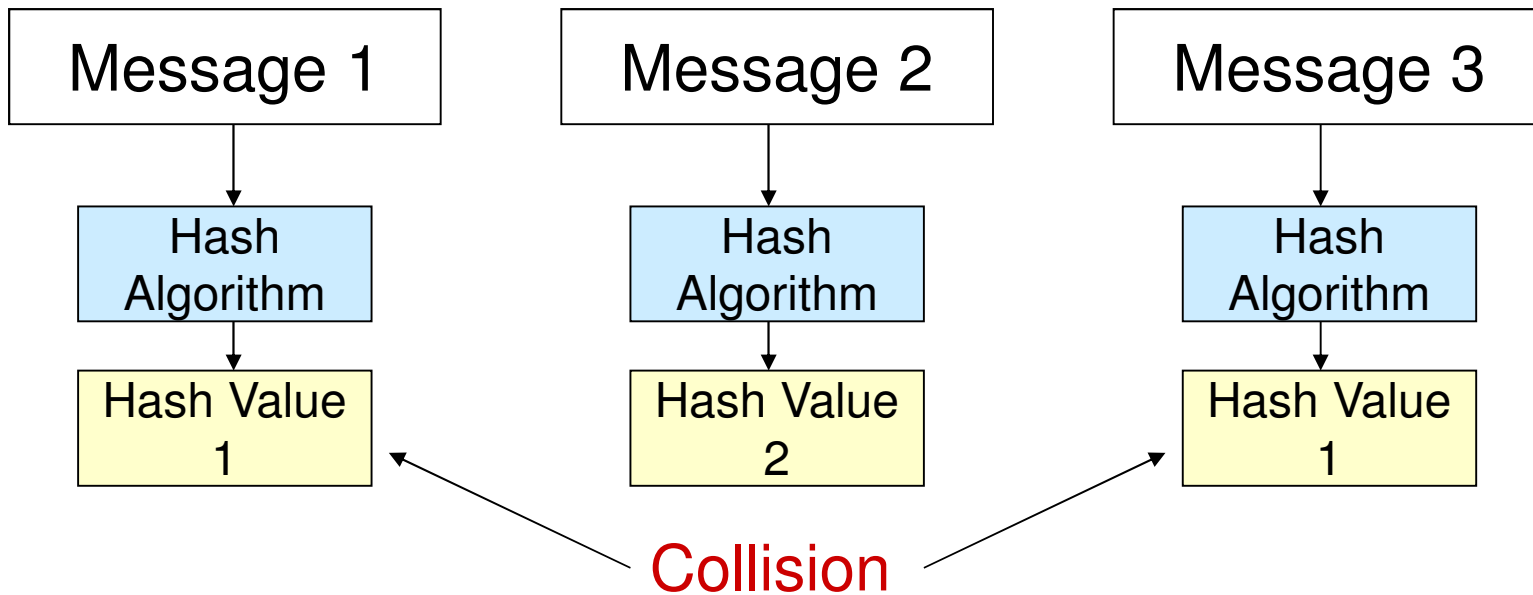 Message 1
Message 2
Message 3
Hash
Algorithm
Hash
Algorithm
Hash
Algorithm
Hash Value
1
Hash Value
2
Hash Value
1
Collision